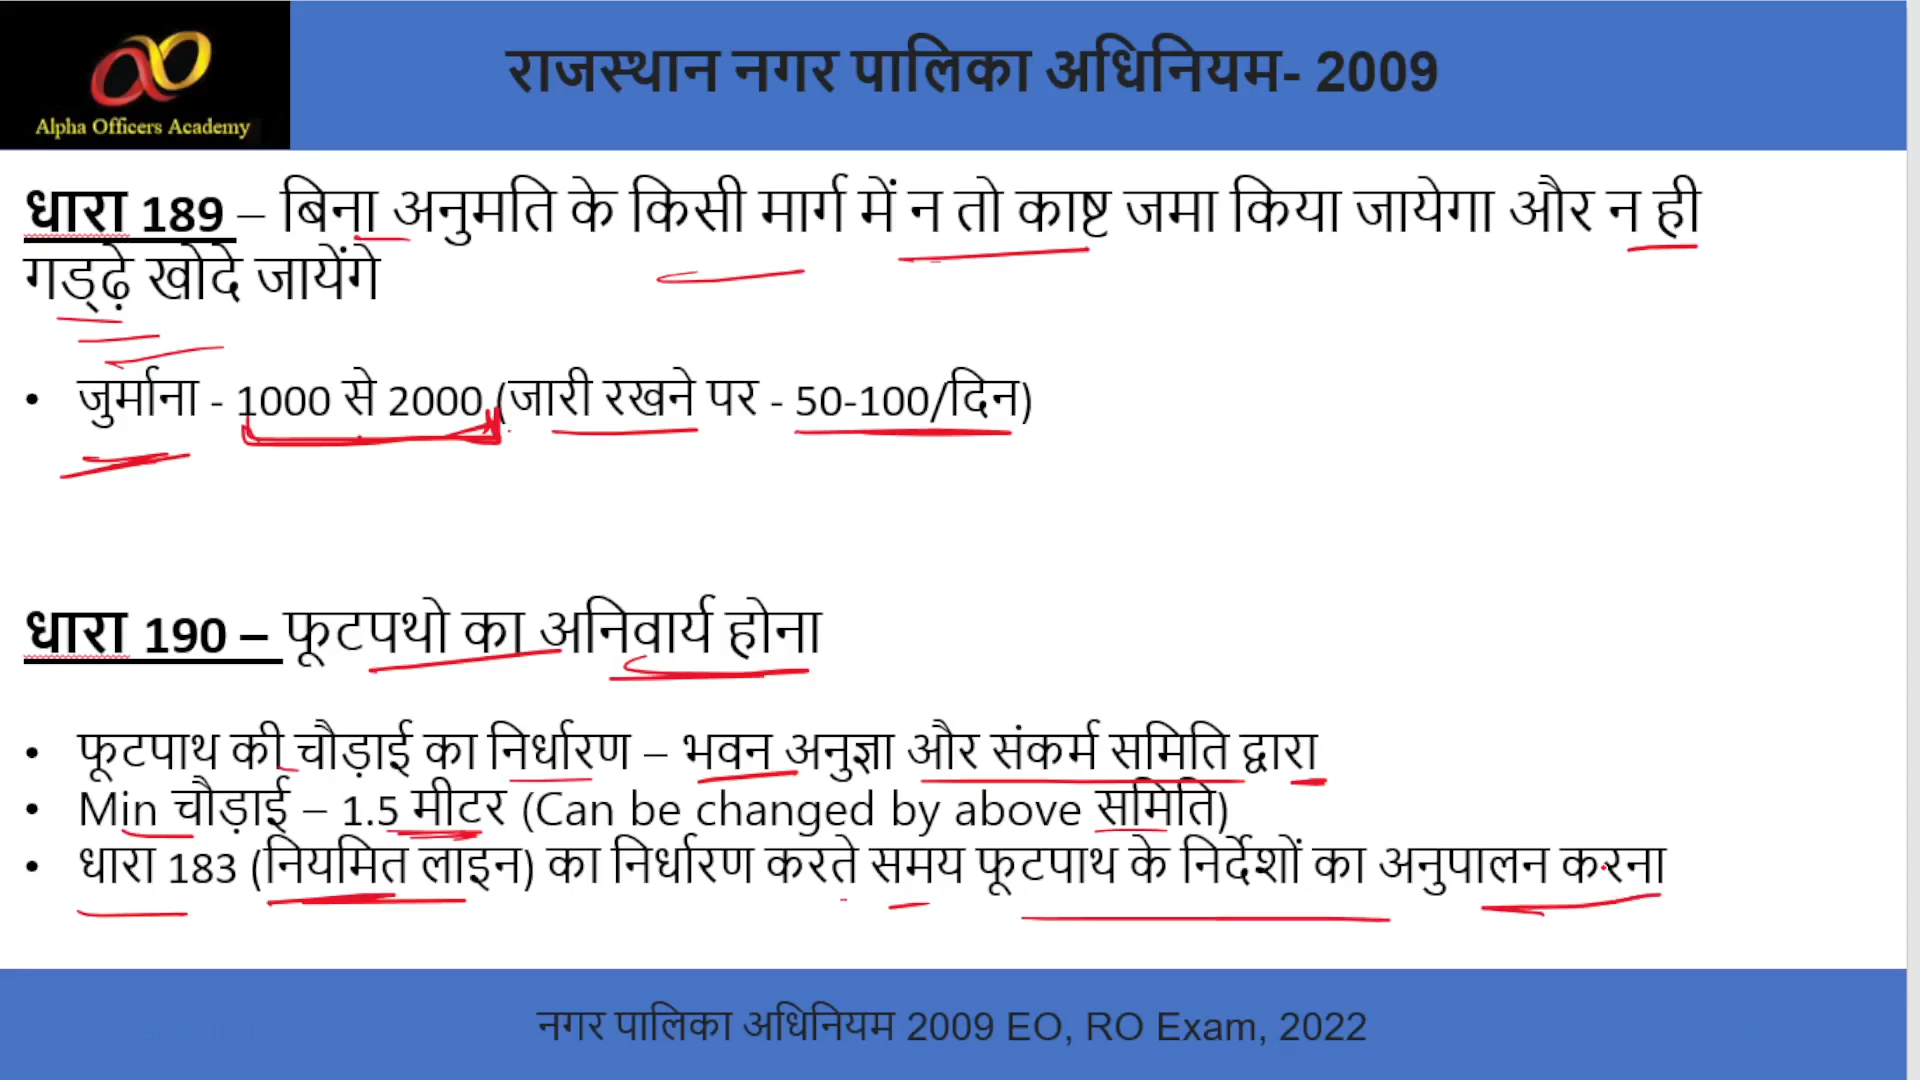 Alpha Officers Academy
राजस्थान नगर पालिका अधिनियम- 2009
धारा 189 – बिना अनुमति के किसी मार्ग में न तो काष्ट जमा किया जायेगा और न ही
गड्ढ़े खोदे जायेंगे
• जुर्माना - 1000 से 2000 (जारी रखने पर - 50-100/दिन)
धारा 190 – फूटपथो का अनिवार्य होना
• फूटपाथ की चौड़ाई का निर्धारण – भवन अनुज्ञा और संकर्म समिति द्वारा
• Min चौड़ाई – 1.5 मीटर (Can be changed by above समिति)
• धारा 183 (नियमित लाइन) का निर्धारण करते समय फूटपाथ के निर्देशों का अनुपालन करना
नगर पालिका अधिनियम 2009 EO, RO Exam, 2022